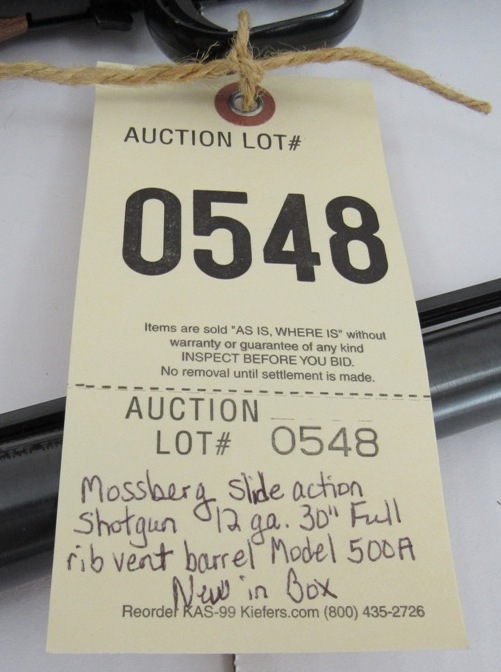 AUCTION LOT#
0548
Items are sold "AS IS, WHERE IS" without
warranty or guarantee of any kind
INSPECT BEFORE YOU BID.
No removal until settlement is made.
AUCTION
LOT# 0548
Mossberg Slide action
Shotgun 12 ga. 30" Full
rib vent barrel Model 500A
New in Box
Reorder KAS-99 Kiefers.com (800) 435-2726